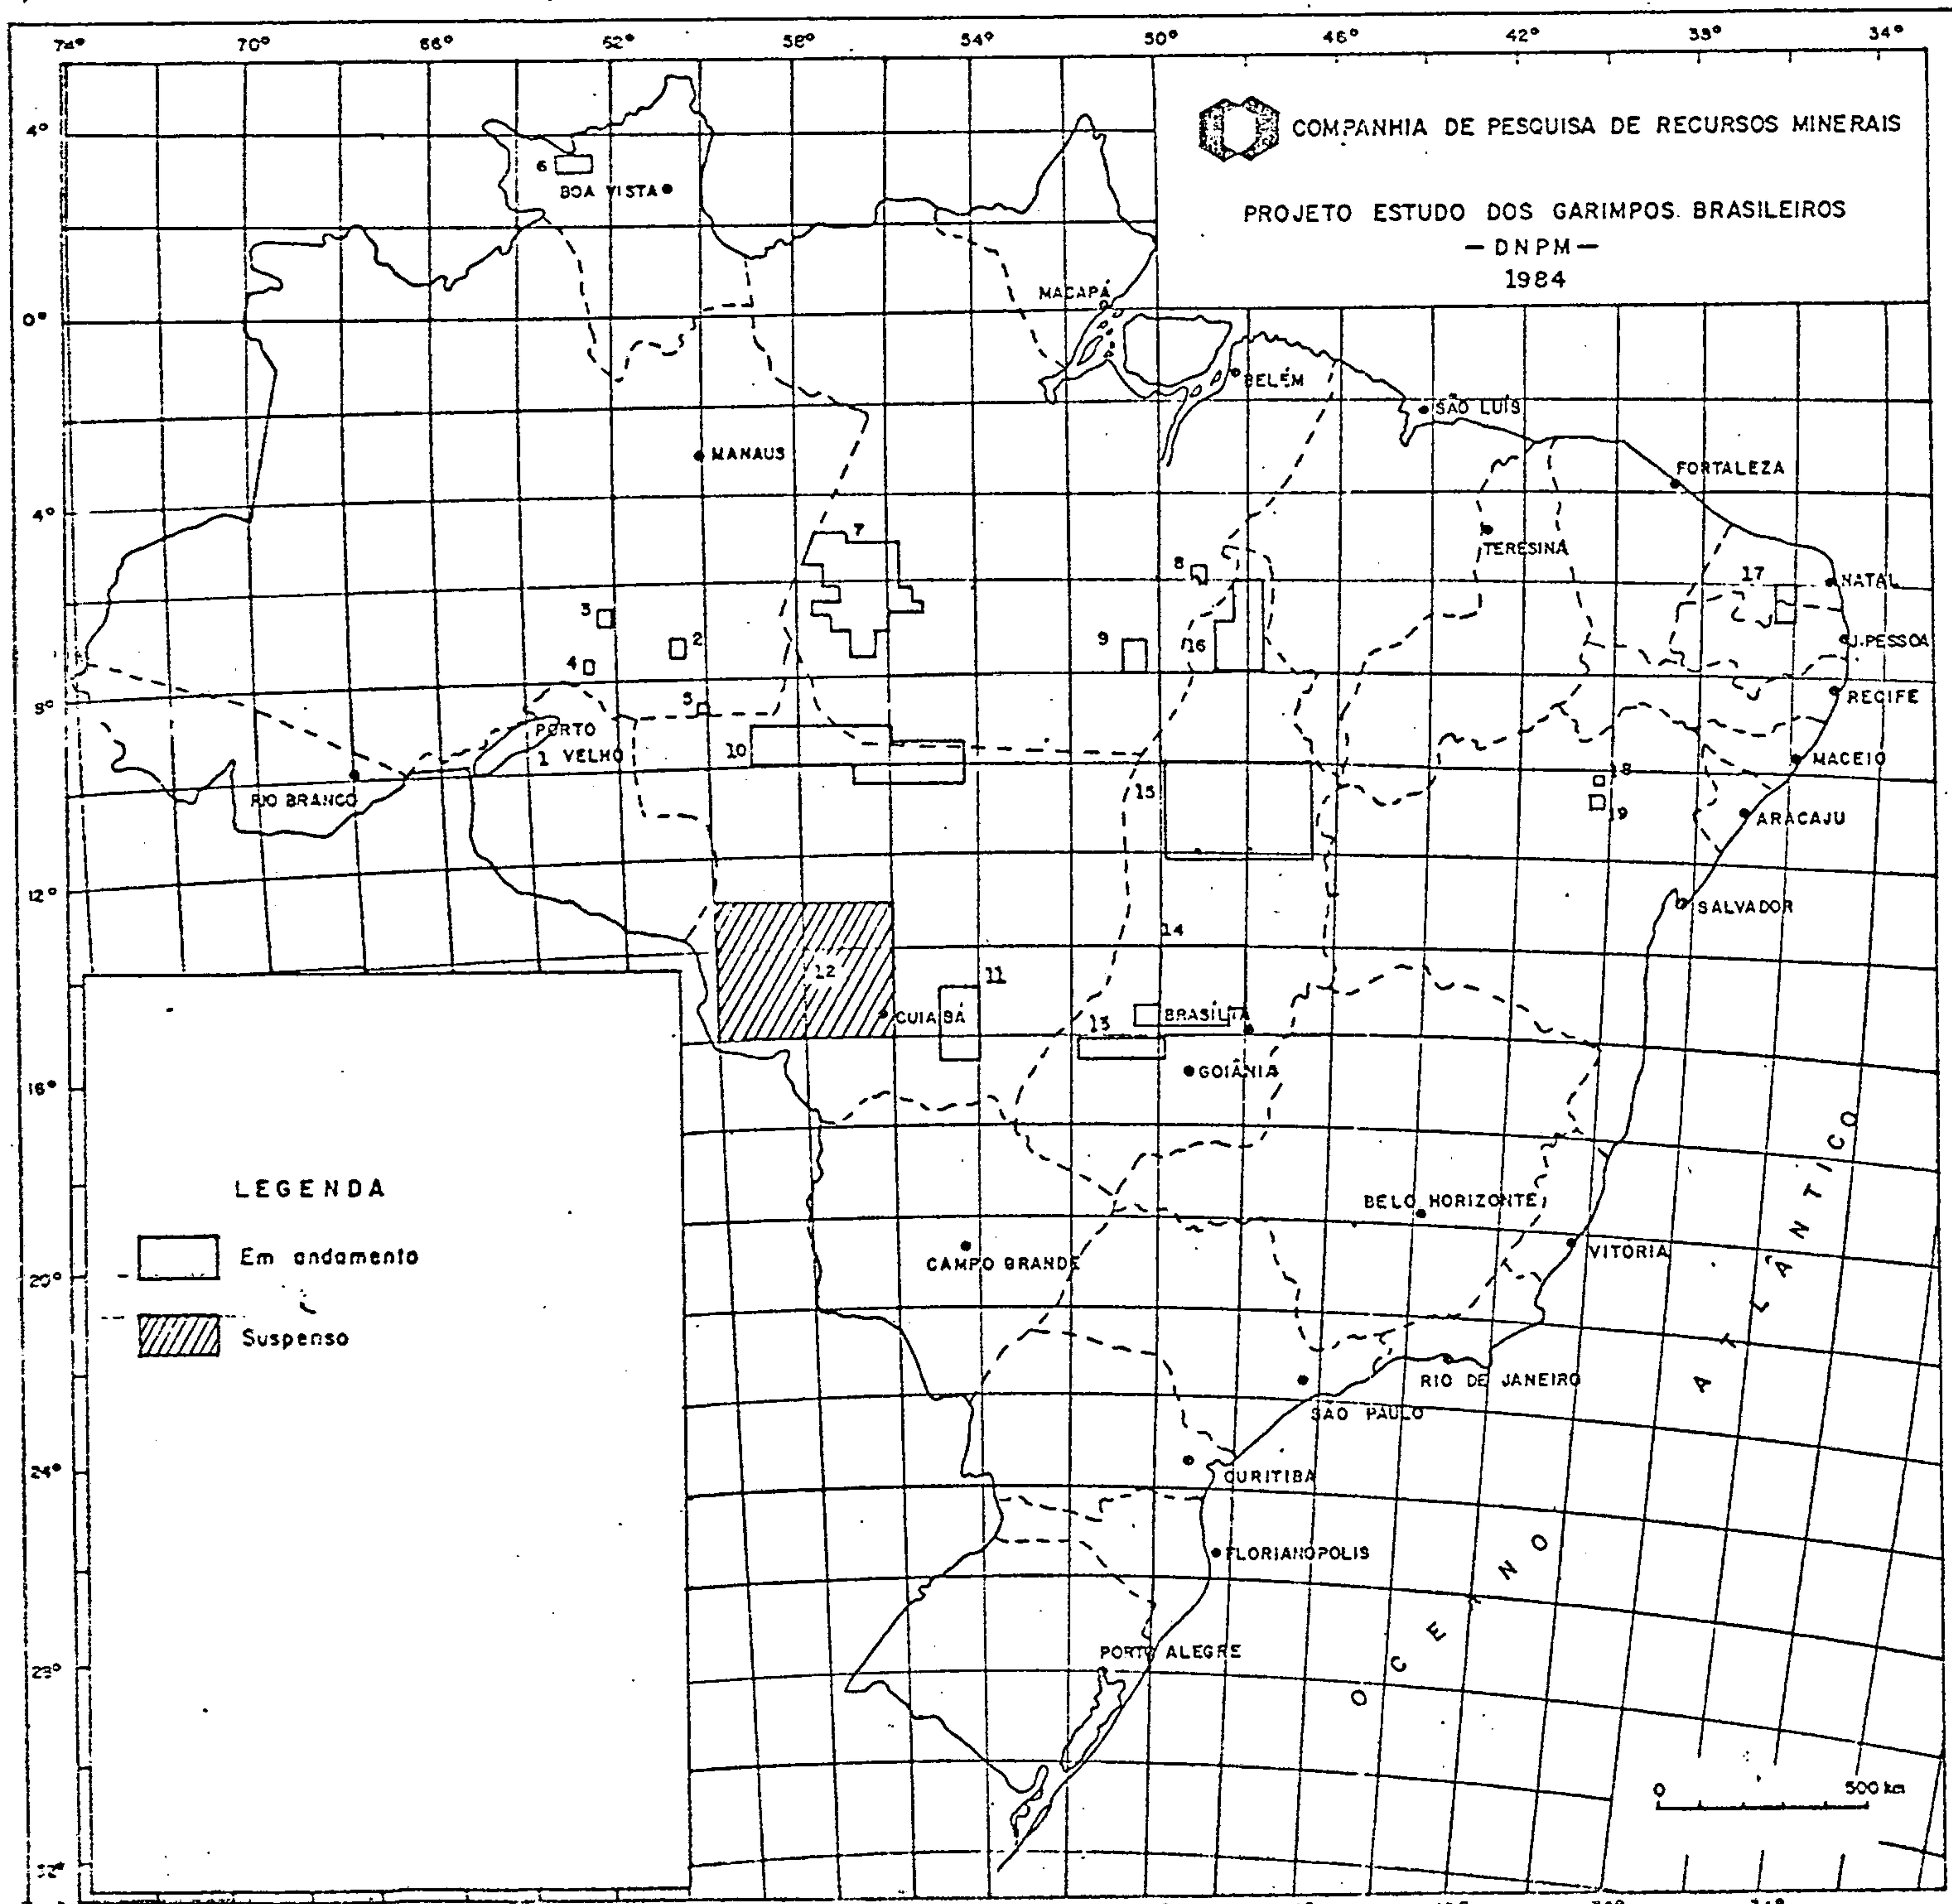 74° 70° 66° 62° 58° 54° 50° 46° 42° 38° 34°
COMPANHIA DE PESQUISA DE RECURSOS MINERAIS
PROJETO ESTUDO DOS GARIMPOS. BRASILEIROS
— DNPM —
1984
4°
6
BOA VISTA
MACAPÁ
0°
BELÉM
SÃO LUÍS
MANAUS
FORTALEZA
4°
7
TERESINA
8
17
NATAL
3
2
9
16
J. PESSOA
4
RECIFE
5
PORTO
1 VELHO
10
MACEIO
18
RIO BRANCO
15
19
ARACAJU
12°
SALVADOR
14
12
11
CUIABÁ
BRASÍLIA
13
GOIÂNIA
16°
LEGENDA
BELO HORIZONTE
Em andamento
VITÓRIA
CAMPO GRANDE
20°
Suspenso
RIO DE JANEIRO
SÃO PAULO
24°
CURITIBA
FLORIANÓPOLIS
PORTO ALEGRE
OCEANO ATLÂNTICO
0 500 km